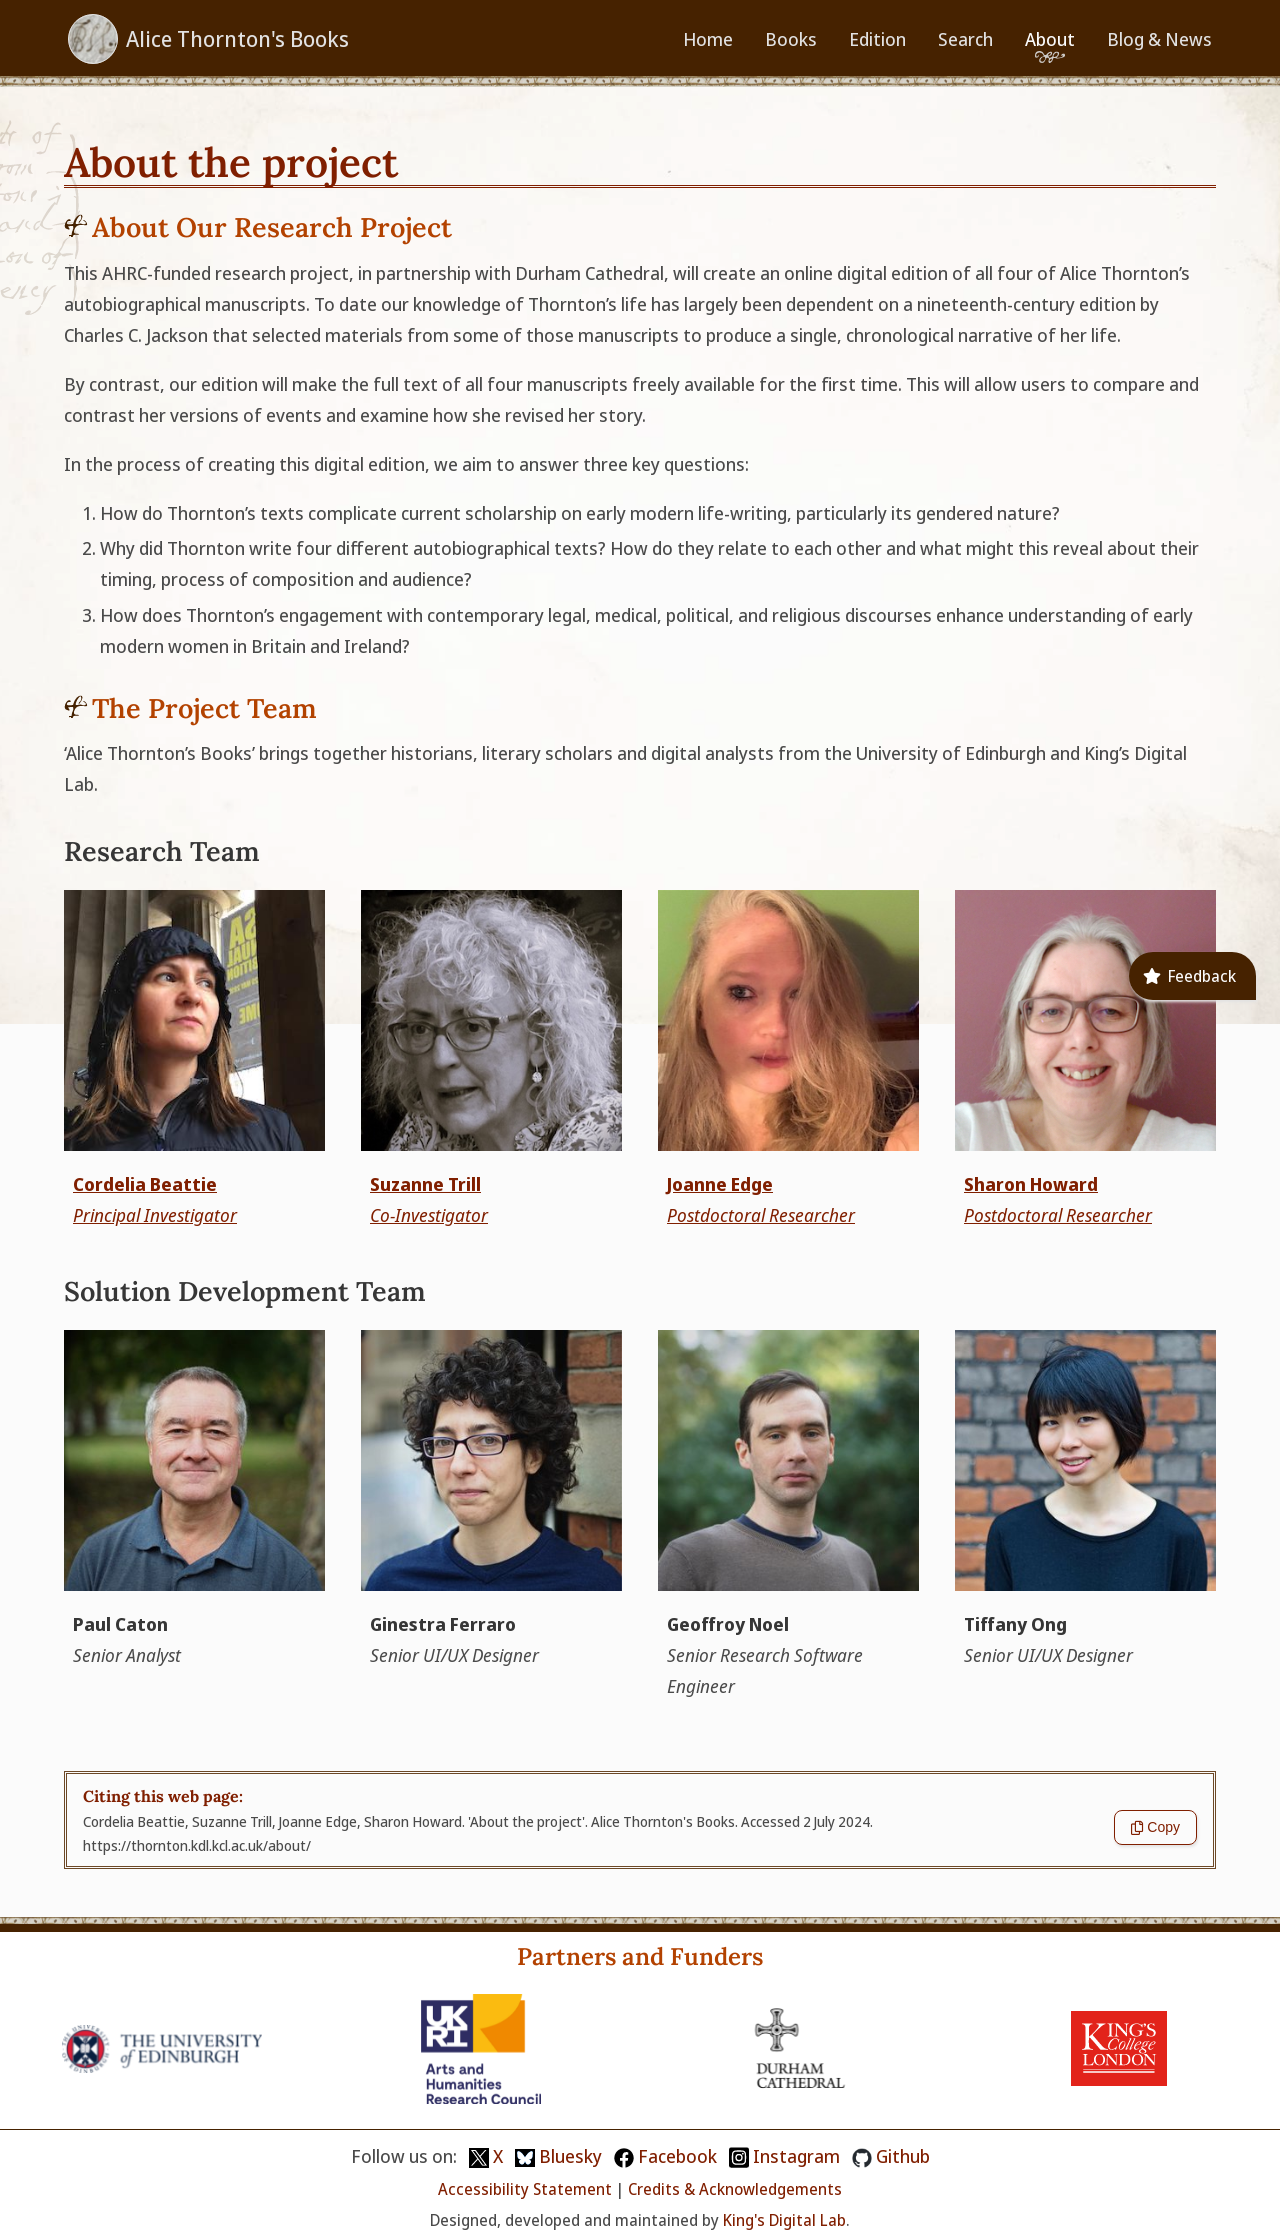 Alice Thornton's Books
Home Books Edition Search About Blog & News
About the project
About Our Research Project
This AHRC-funded research project, in partnership with Durham Cathedral, will create an online digital edition of all four of Alice Thornton’s
autobiographical manuscripts. To date our knowledge of Thornton’s life has largely been dependent on a nineteenth-century edition by
Charles C. Jackson that selected materials from some of those manuscripts to produce a single, chronological narrative of her life.
By contrast, our edition will make the full text of all four manuscripts freely available for the first time. This will allow users to compare and
contrast her versions of events and examine how she revised her story.
In the process of creating this digital edition, we aim to answer three key questions:
1. How do Thornton’s texts complicate current scholarship on early modern life-writing, particularly its gendered nature?
2. Why did Thornton write four different autobiographical texts? How do they relate to each other and what might this reveal about their
timing, process of composition and audience?
3. How does Thornton’s engagement with contemporary legal, medical, political, and religious discourses enhance understanding of early
modern women in Britain and Ireland?
The Project Team
‘Alice Thornton’s Books’ brings together historians, literary scholars and digital analysts from the University of Edinburgh and King’s Digital
Lab.
Research Team
Feedback
Cordelia Beattie
Principal Investigator
Suzanne Trill
Co-Investigator
Joanne Edge
Postdoctoral Researcher
Sharon Howard
Postdoctoral Researcher
Solution Development Team
Paul Caton
Senior Analyst
Ginestra Ferraro
Senior UI/UX Designer
Geoffroy Noel
Senior Research Software
Engineer
Tiffany Ong
Senior UI/UX Designer
Citing this web page:
Cordelia Beattie, Suzanne Trill, Joanne Edge, Sharon Howard. 'About the project'. Alice Thornton's Books. Accessed 2 July 2024.
https://thornton.kdl.kcl.ac.uk/about/
Copy
Partners and Funders
THE UNIVERSITY
of EDINBURGH
UK
RI
Arts and
Humanities
Research Council
DURHAM
CATHEDRAL
KING'S
College
LONDON
Follow us on: X Bluesky Facebook Instagram Github
Accessibility Statement | Credits & Acknowledgements
Designed, developed and maintained by King's Digital Lab.